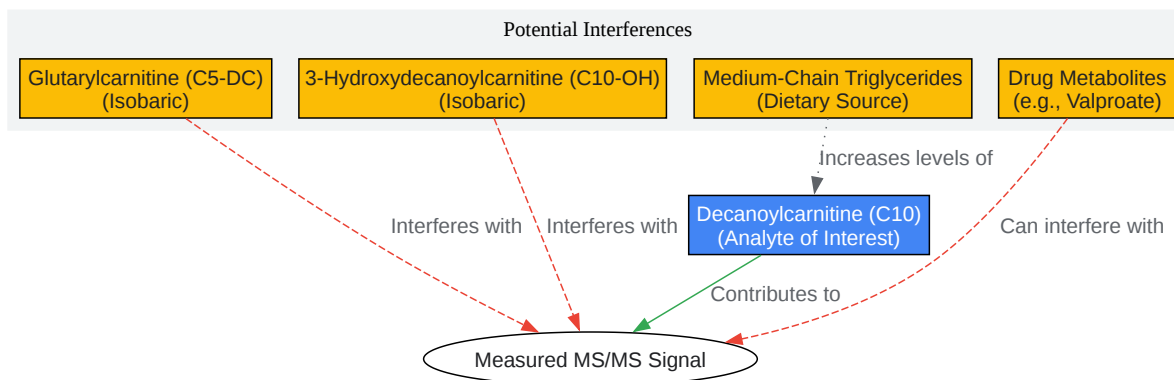 Potential Interferences
Glutarylcarnitine (C5-DC)
(Isobaric)
3-Hydroxydecanoylcarnitine (C10-OH)
(Isobaric)
Medium-Chain Triglycerides
(Dietary Source)
Drug Metabolites
(e.g., Valproate)
Increases levels of
Decanoylcarnitine (C10)
(Analyte of Interest)
Interferes with
Interferes with
Can interfere with
Contributes to
Measured MS/MS Signal